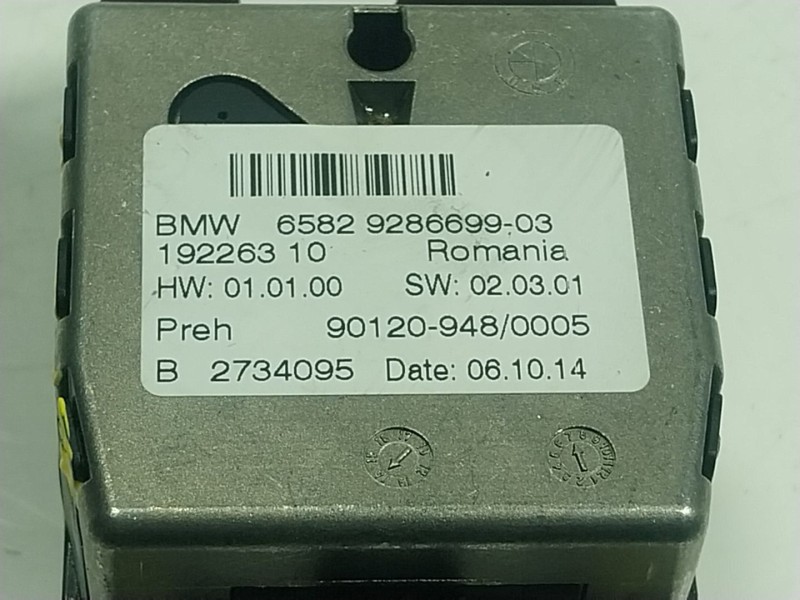 BMW 6582 9286699-03
192263 10 Romania
HW: 01.01.00 SW: 02.03.01
Preh 90120-948/0005
B 2734095 Date: 06.10.14